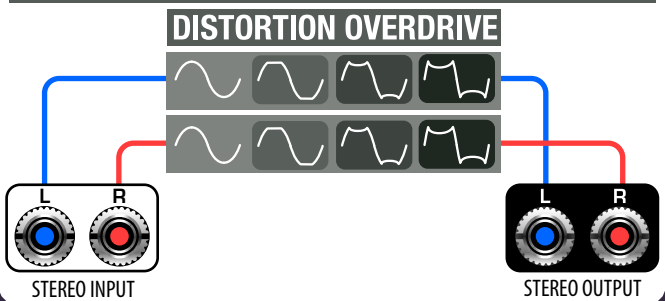 DISTORTION OVERDRIVE
L R
L R
STEREO INPUT
STEREO OUTPUT